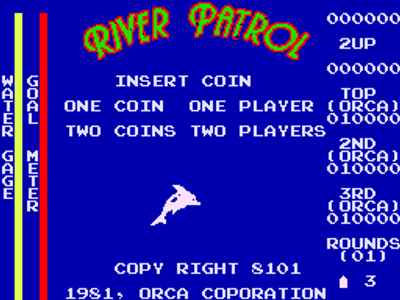 RIVER PATROL
INSERT COIN
ONE COIN ONE PLAYER
TWO COINS TWO PLAYERS
COPY RIGHT 8101
1981, ORCA COPORATION
WATER GAGE
GOAL METER
000000
2UP
000000
TOP
(ORCA)
010000
2ND
(ORCA)
010000
3RD
(ORCA)
010000
ROUNDS
(01)
3